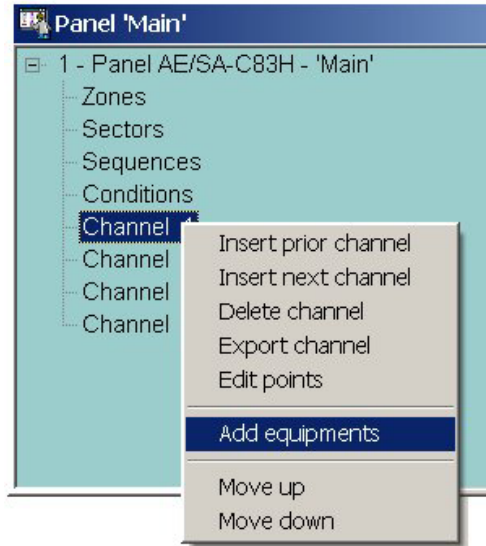 Panel 'Main'
1 - Panel AE/SA-C83H - 'Main'
Zones
Sectors
Sequences
Conditions
Channel
Channel
Channel
Channel
Insert prior channel
Insert next channel
Delete channel
Export channel
Edit points
Add equipments
Move up
Move down